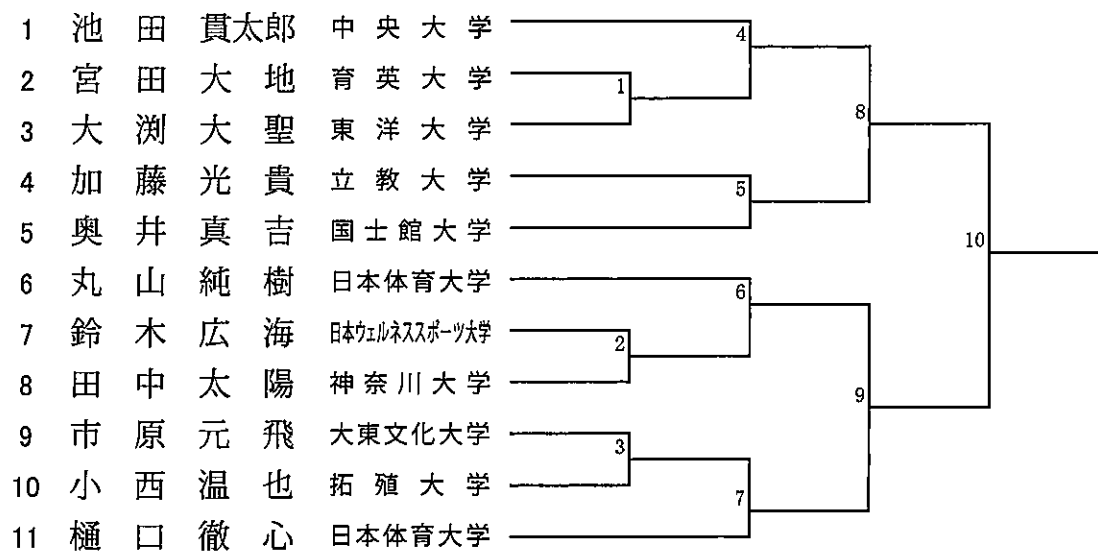 1 池田貫太郎 中央大学
2 宮田大地 育英大学
3 大渕大聖 東洋大学
4 加藤光貴 立教大学
5 奥井真吉 国士館大学
6 丸山純樹 日本体育大学
7 鈴木広海 日本ウェルネススポーツ大学
8 田中太陽 神奈川大学
9 市原元飛 大東文化大学
10 小西温也 拓殖大学
11 樋口徹心 日本体育大学
4
1
8
5
10
6
2
9
3
7